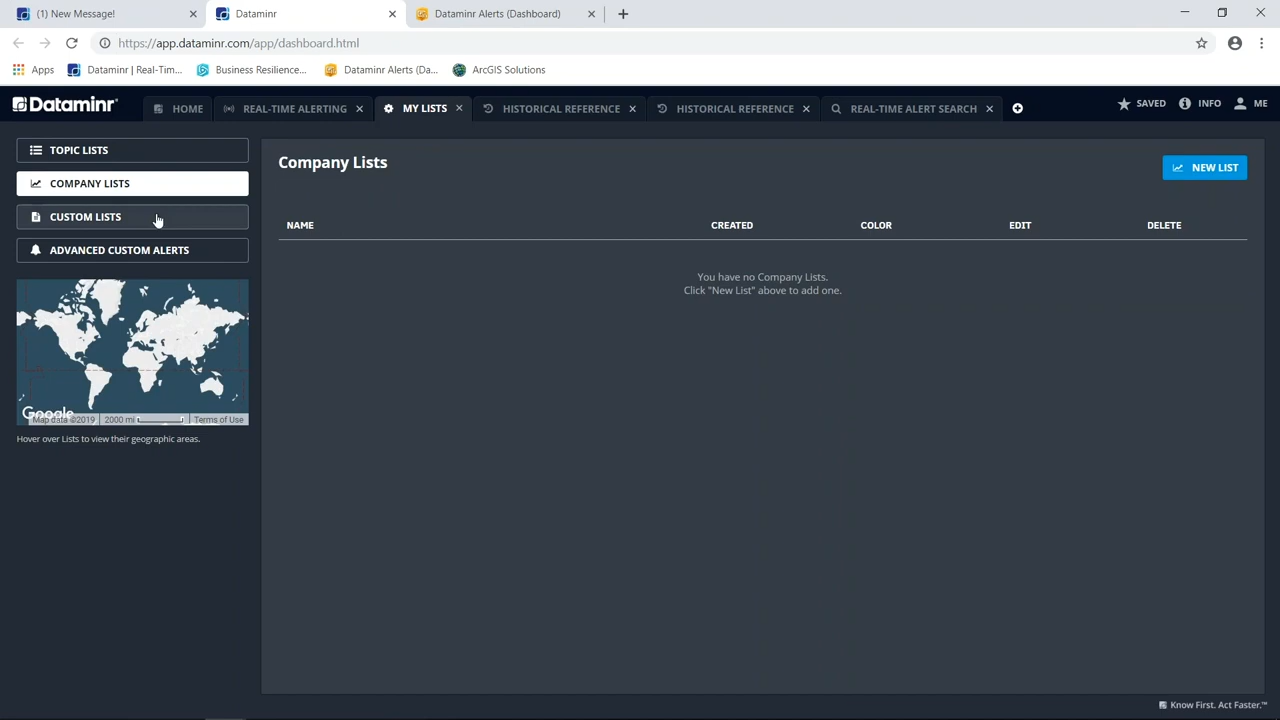 (1) New Message!
Dataminr
Dataminr Alerts (Dashboard)
https://app.dataminr.com/app/dashboard.html
Apps
Dataminr | Real-Tim...
Business Resilience...
Dataminr Alerts (Da...
ArcGIS Solutions
Dataminr
HOME
REAL-TIME ALERTING
MY LISTS
HISTORICAL REFERENCE
HISTORICAL REFERENCE
REAL-TIME ALERT SEARCH
SAVED
INFO
ME
TOPIC LISTS
COMPANY LISTS
CUSTOM LISTS
ADVANCED CUSTOM ALERTS
Google
Map data ©2019
2000 mi
Terms of Use
Hover over Lists to view their geographic areas.
Company Lists
NEW LIST
NAME
CREATED
COLOR
EDIT
DELETE
You have no Company Lists.
Click "New List" above to add one.
Know First. Act Faster.™